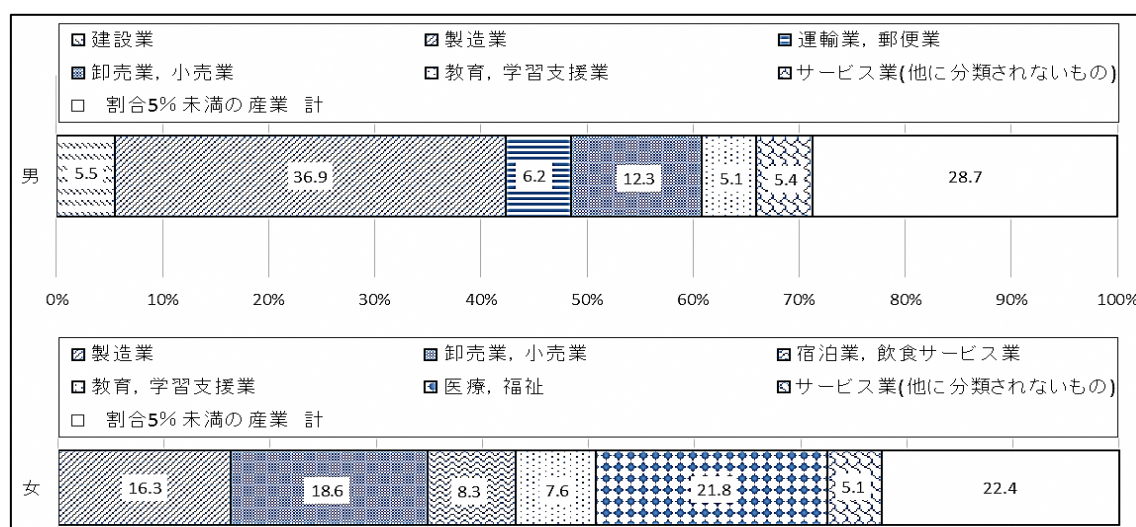 建設業 製造業 運輸業, 郵便業
卸売業, 小売業 教育, 学習支援業 サービス業(他に分類されないもの)
割合5%未満の産業 計
男 5.5 36.9 6.2 12.3 5.1 5.4 28.7
0% 10% 20% 30% 40% 50% 60% 70% 80% 90% 100%
製造業 卸売業, 小売業 宿泊業, 飲食サービス業
教育, 学習支援業 医療, 福祉 サービス業(他に分類されないもの)
割合5%未満の産業 計
女 16.3 18.6 8.3 7.6 21.8 5.1 22.4